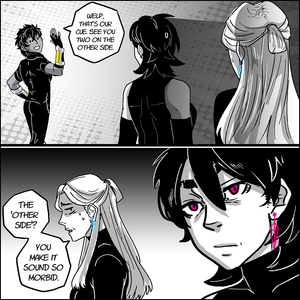 WELP,
THAT'S OUR
CUE. SEE YOU
TWO ON THE
OTHER SIDE.
THE
'OTHER
SIDE'?
YOU
MAKE IT
SOUND SO
MORBID.